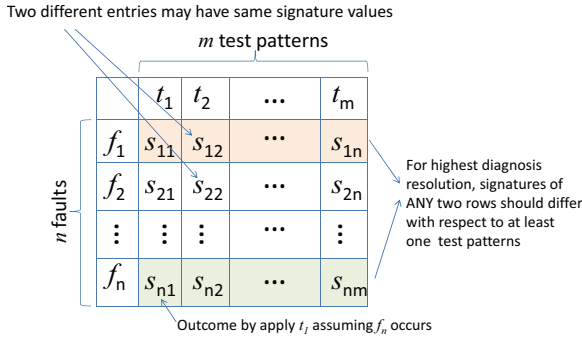 Two different entries may have same signature values
m test patterns
t1 t2 ... tm
f1 s11 s12 ... s1n
f2 s21 s22 ... s2n
⋮ ⋮ ⋮ ... ⋮
fn sn1 sn2 ... snm
n faults
For highest diagnosis
resolution, signatures of
ANY two rows should differ
with respect to at least
one test patterns
Outcome by apply t1 assuming fn occurs